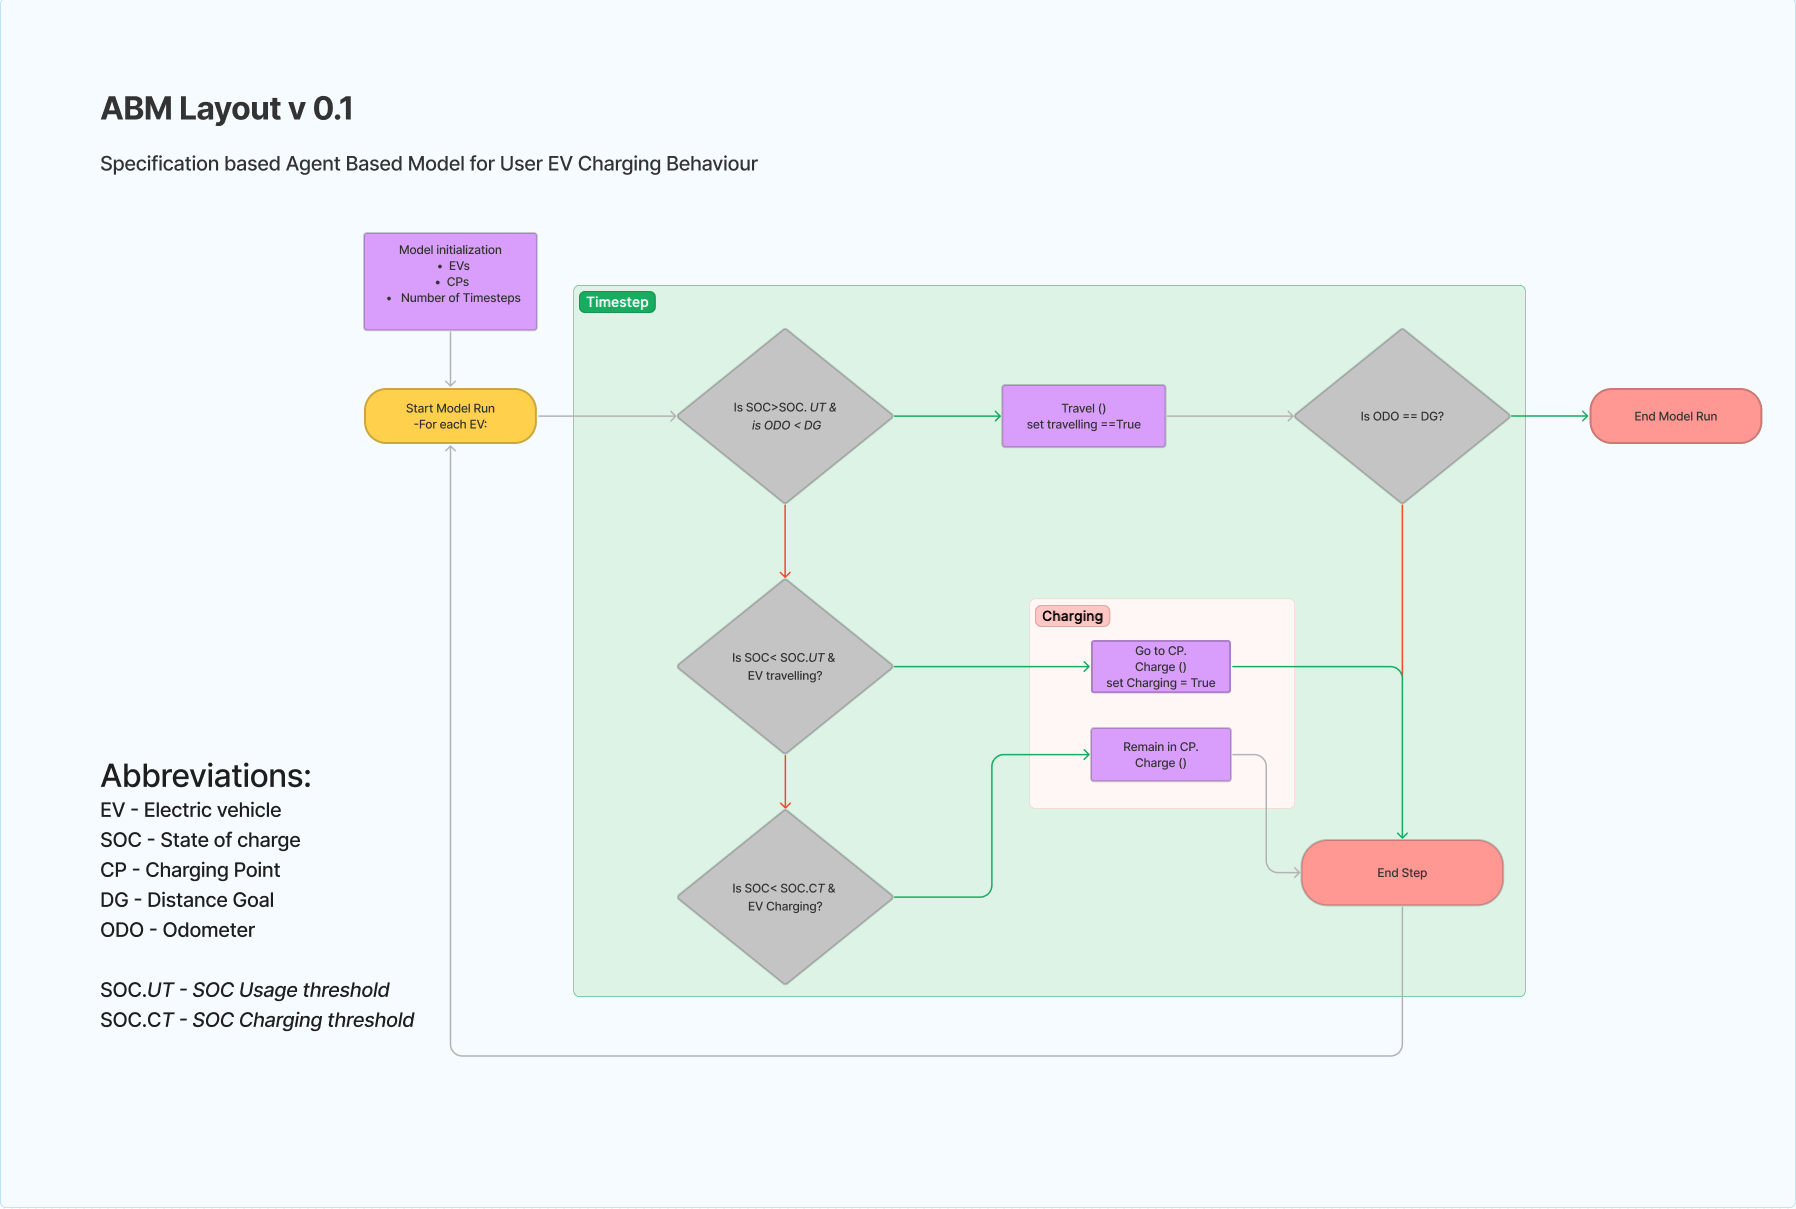 ABM Layout v 0.1
Specification based Agent Based Model for User EV Charging Behaviour
Model initialization
• EVs
• CPs
• Number of Timesteps
Start Model Run
-For each EV:
Timestep
Is SOC>SOC. UT &
is ODO < DG
Travel ()
set travelling ==True
Is ODO == DG?
End Model Run
Is SOC< SOC.UT &
EV travelling?
Charging
Go to CP.
Charge ()
set Charging = True
Remain in CP.
Charge ()
Is SOC< SOC.CT &
EV Charging?
End Step
Abbreviations:
EV - Electric vehicle
SOC - State of charge
CP - Charging Point
DG - Distance Goal
ODO - Odometer
SOC.UT - SOC Usage threshold
SOC.CT - SOC Charging threshold